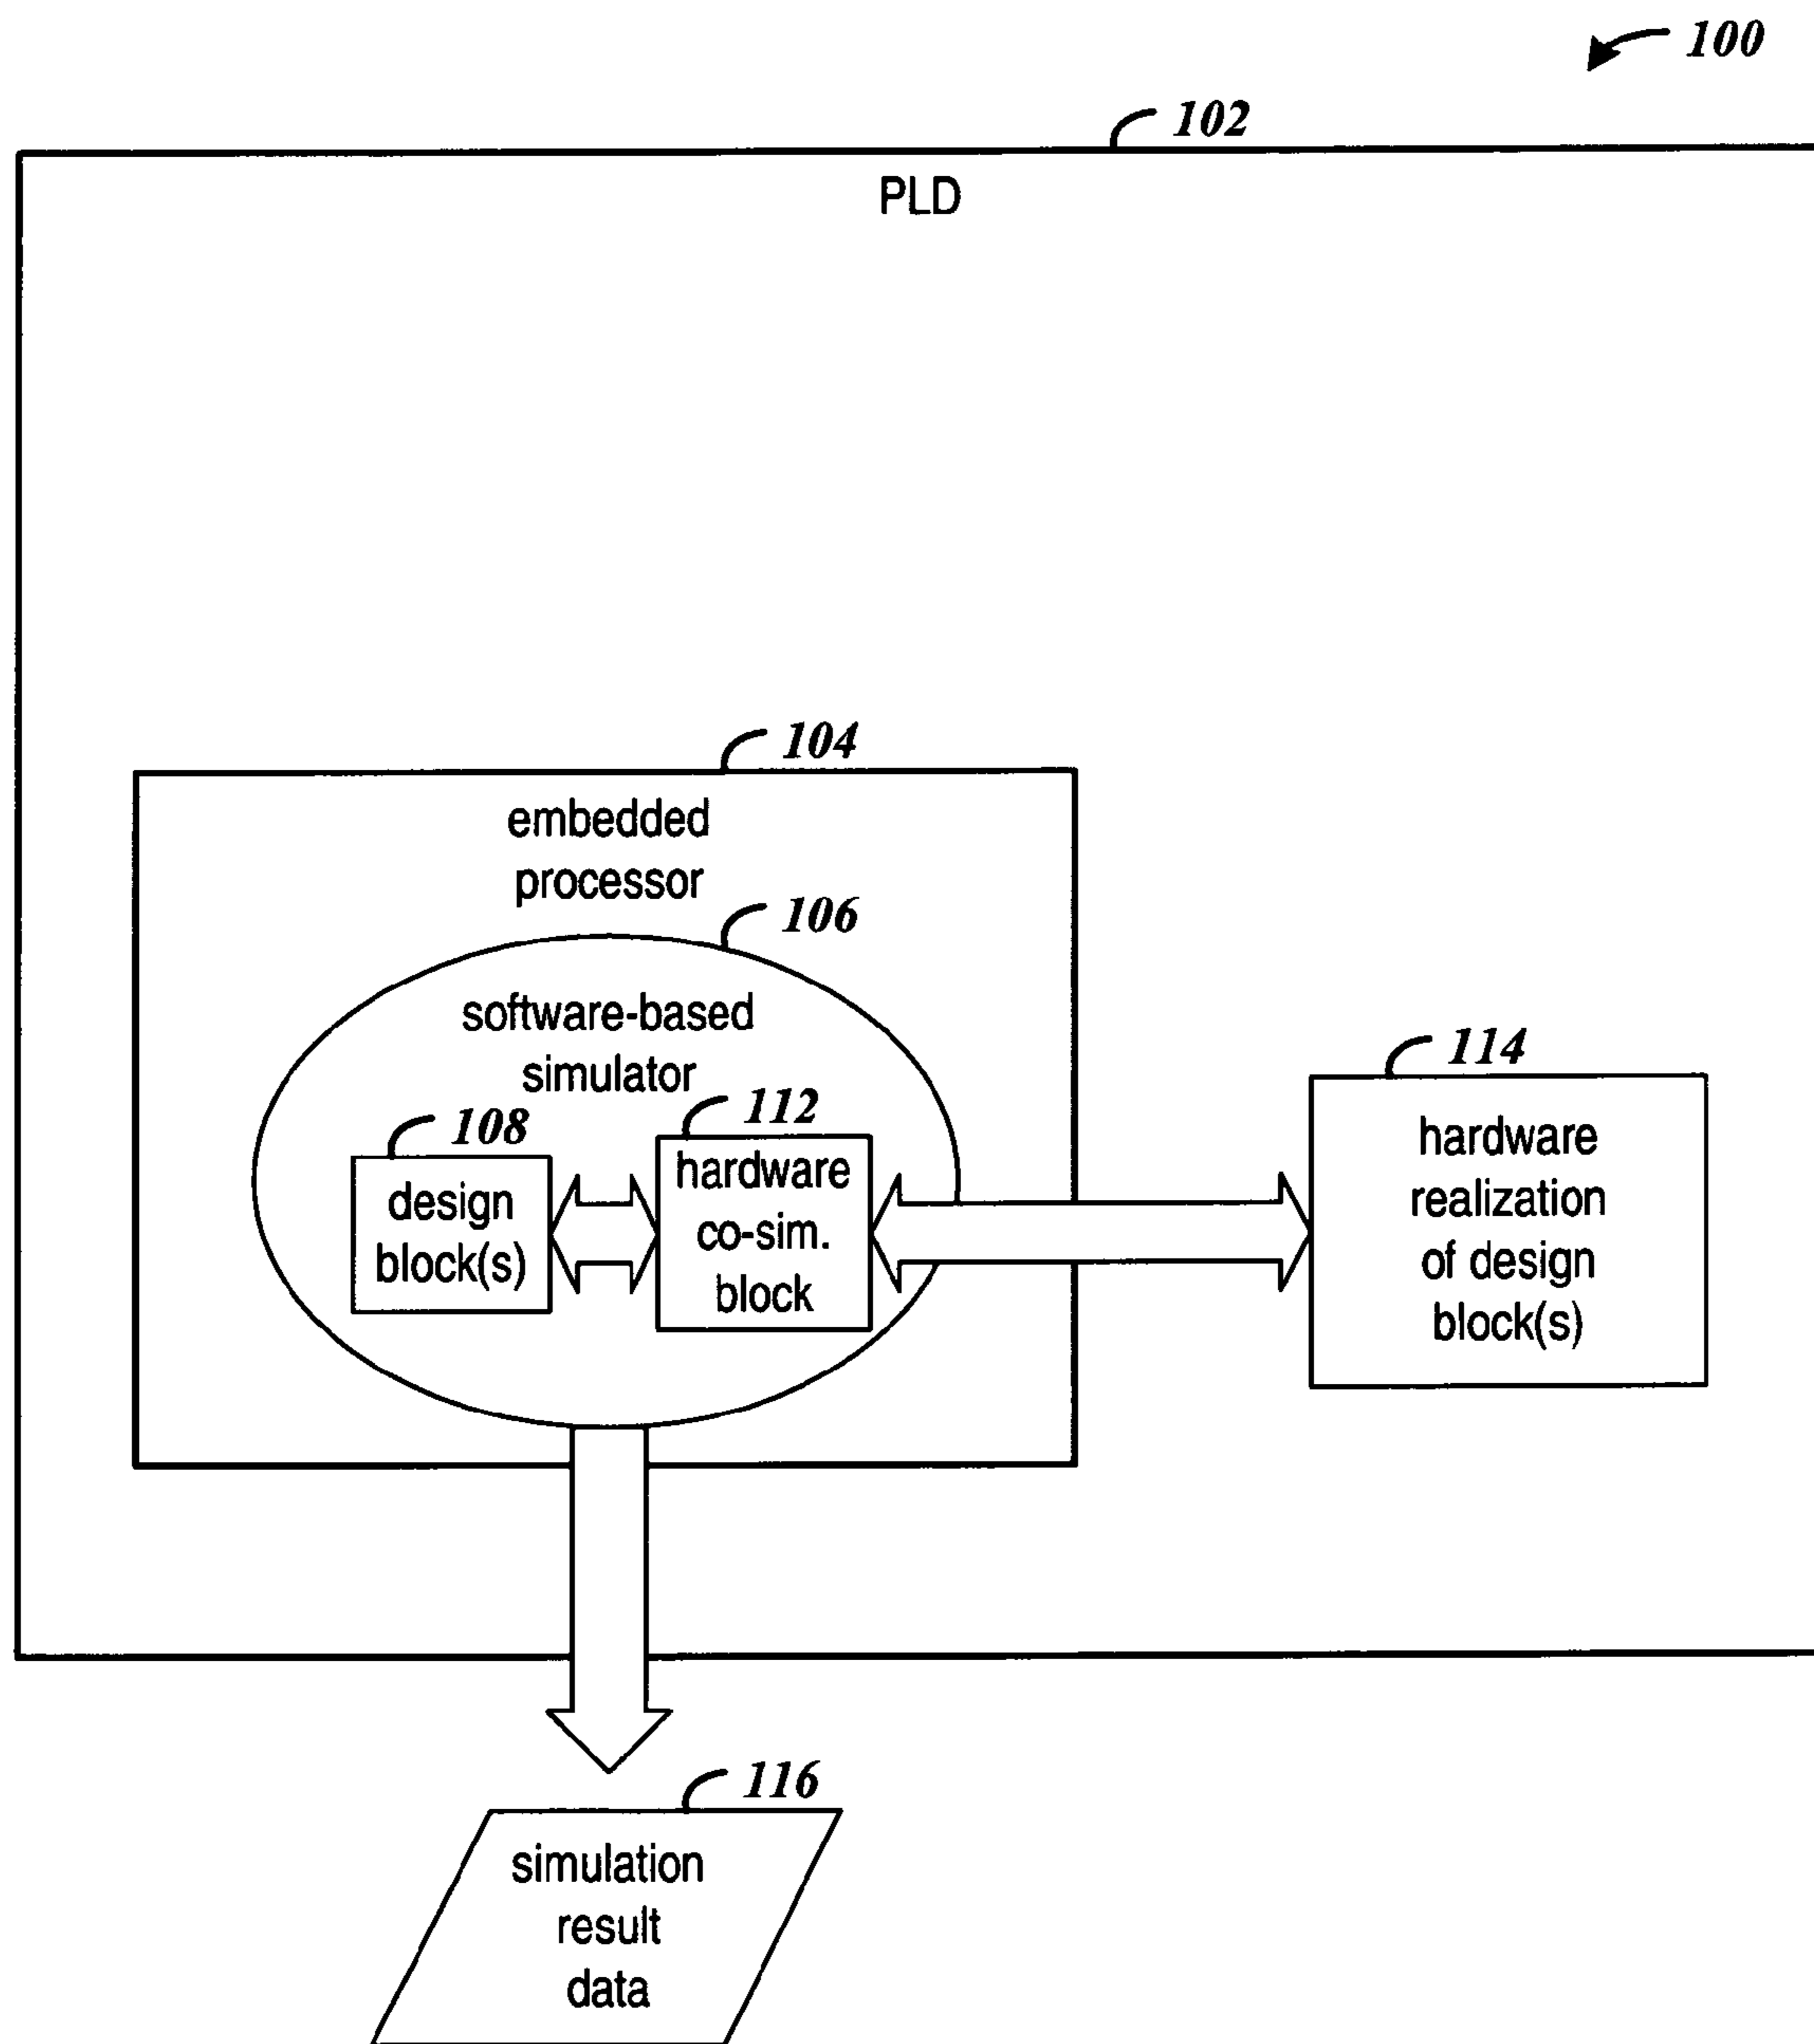 100
102
PLD
104
embedded
processor
106
software-based
simulator
108
design
block(s)
112
hardware
co-sim.
block
114
hardware
realization
of design
block(s)
116
simulation
result
data